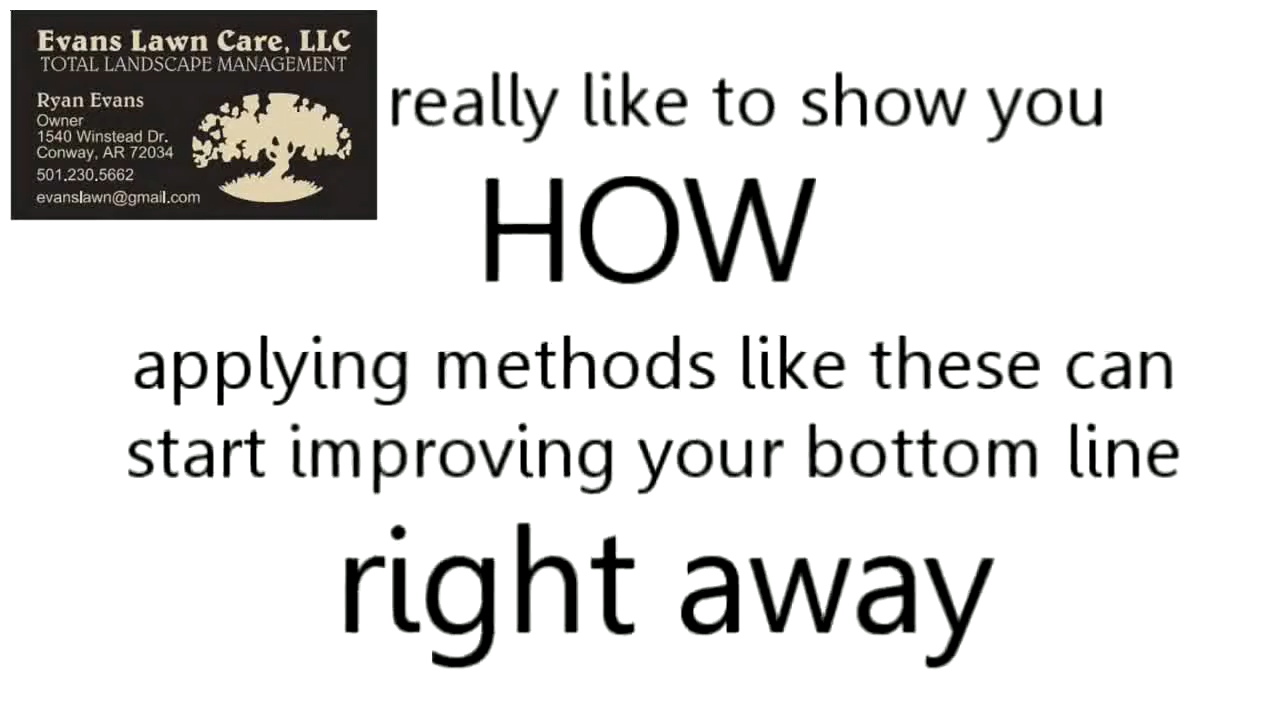 Evans Lawn Care, LLC
TOTAL LANDSCAPE MANAGEMENT
Ryan Evans
Owner
1540 Winstead Dr.
Conway, AR 72034
501.230.5662
evanslawn@gmail.com
really like to show you
HOW
applying methods like these can
start improving your bottom line
right away